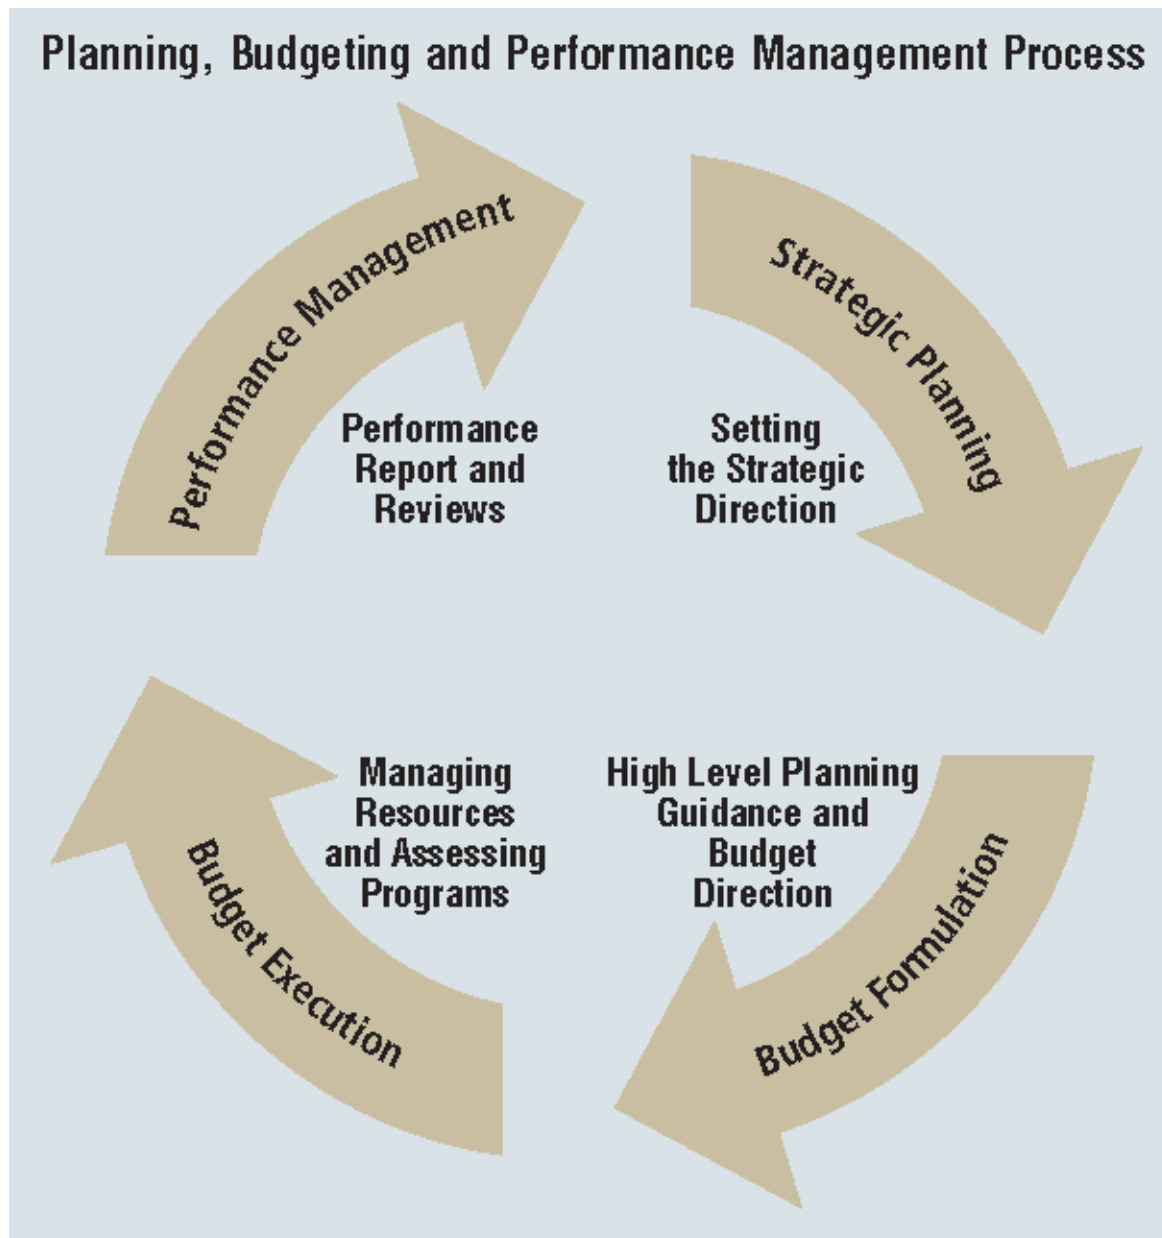 Planning, Budgeting and Performance Management Process
Performance Management
Strategic Planning
Performance
Report and
Reviews
Setting
the Strategic
Direction
Managing
Resources
and Assessing
Programs
High Level Planning
Guidance and
Budget
Direction
Budget Execution
Budget Formulation